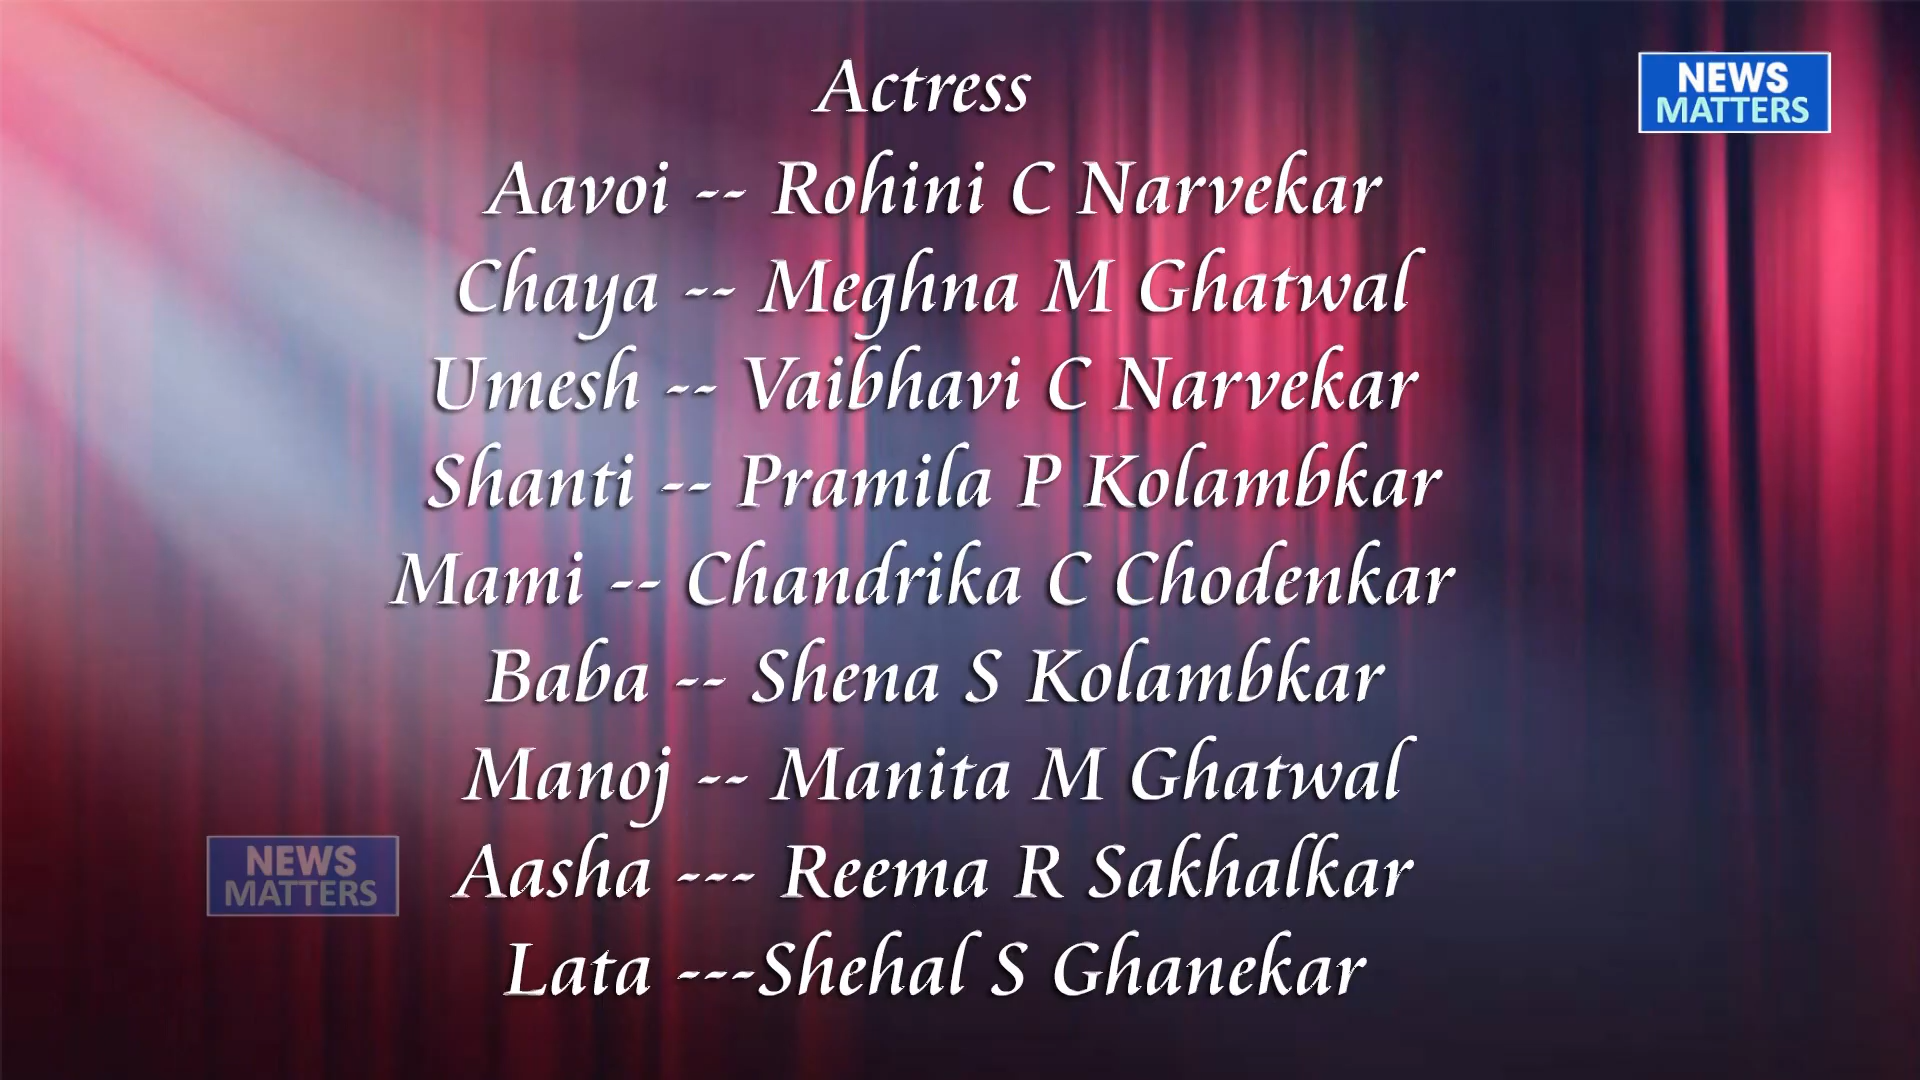 Actress
NEWS
MATTERS
Aavoi -- Rohini C Narvekar
Chaya -- Meghna M Ghatwal
Umesh -- Vaibhavi C Narvekar
Shanti -- Pramila P Kolambkar
Mami -- Chandrika C Chodenkar
Baba -- Shena S Kolambkar
Manoj -- Manita M Ghatwal
NEWS
MATTERS
Aasha --- Reema R Sakhalkar
Lata ---Shehal S Ghanekar